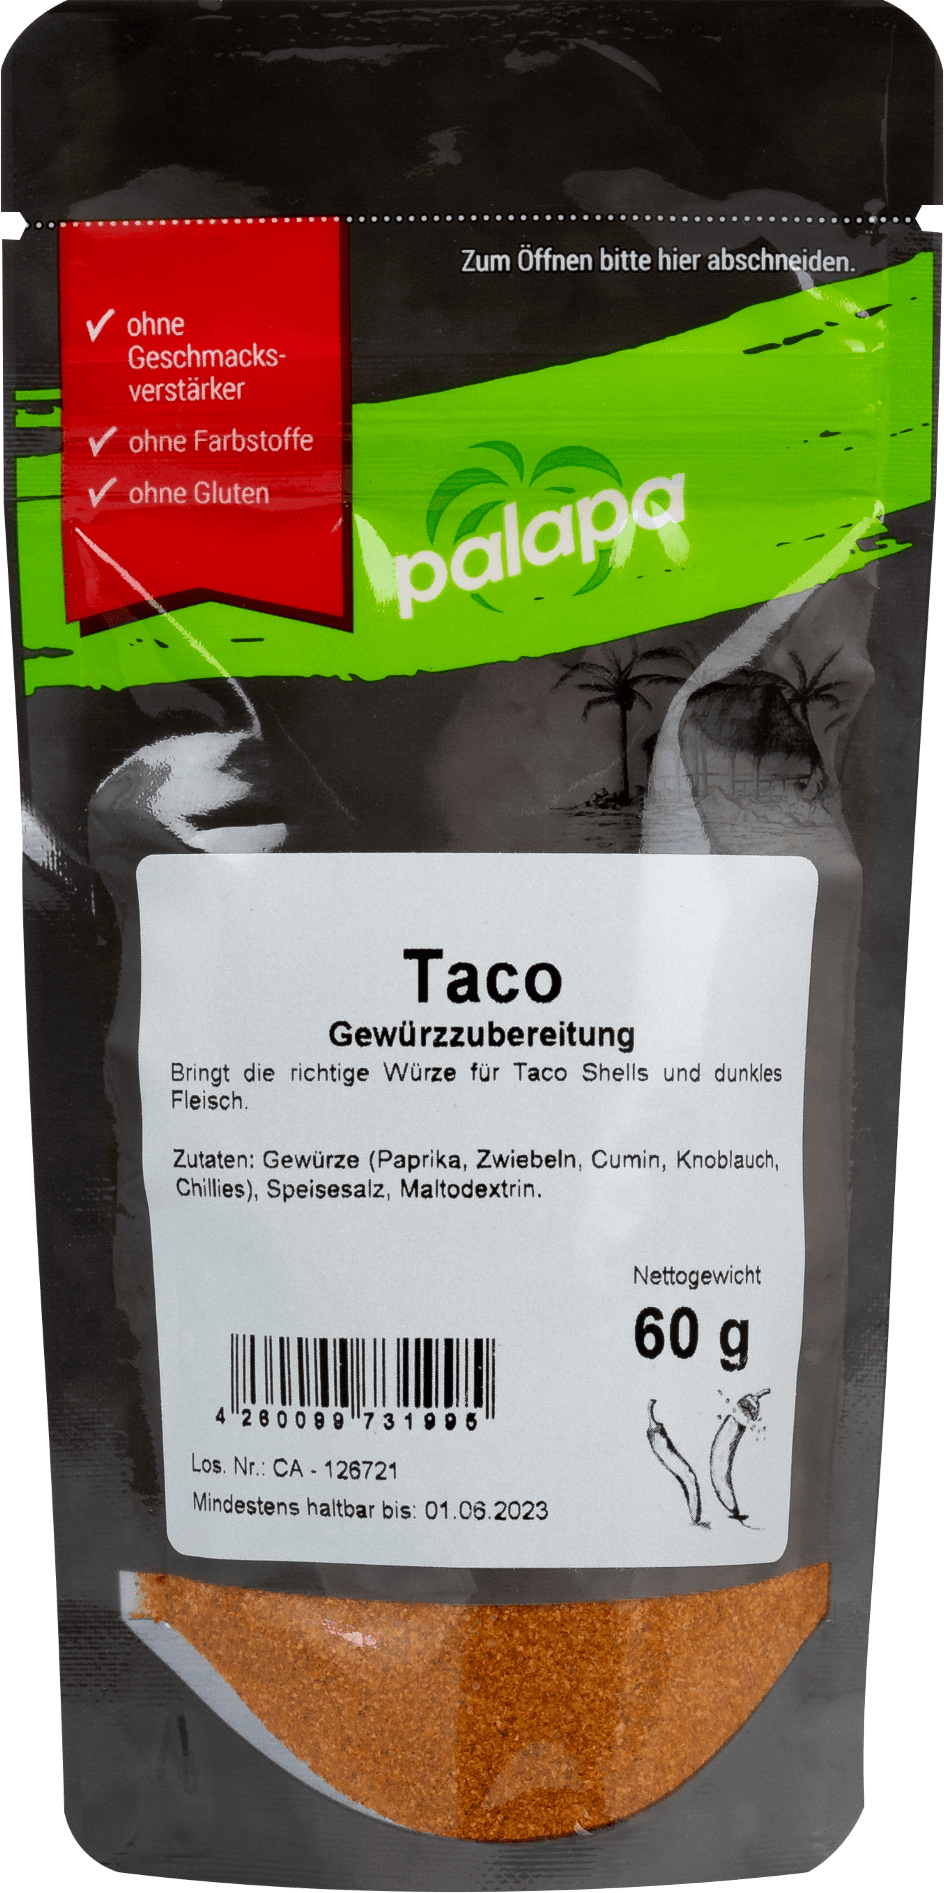 Zum Öffnen bitte hier abschneiden.
ohne
Geschmacks-
verstärker
ohne Farbstoffe
ohne Gluten
palapa
Taco
Gewürzzubereitung
Bringt die richtige Würze für Taco Shells und dunkles
Fleisch.
Zutaten: Gewürze (Paprika, Zwiebeln, Cumin, Knoblauch,
Chillies), Speisesalz, Maltodextrin.
Nettogewicht
60 g
4 260099 731995
Los. Nr.: CA - 126721
Mindestens haltbar bis: 01.06.2023